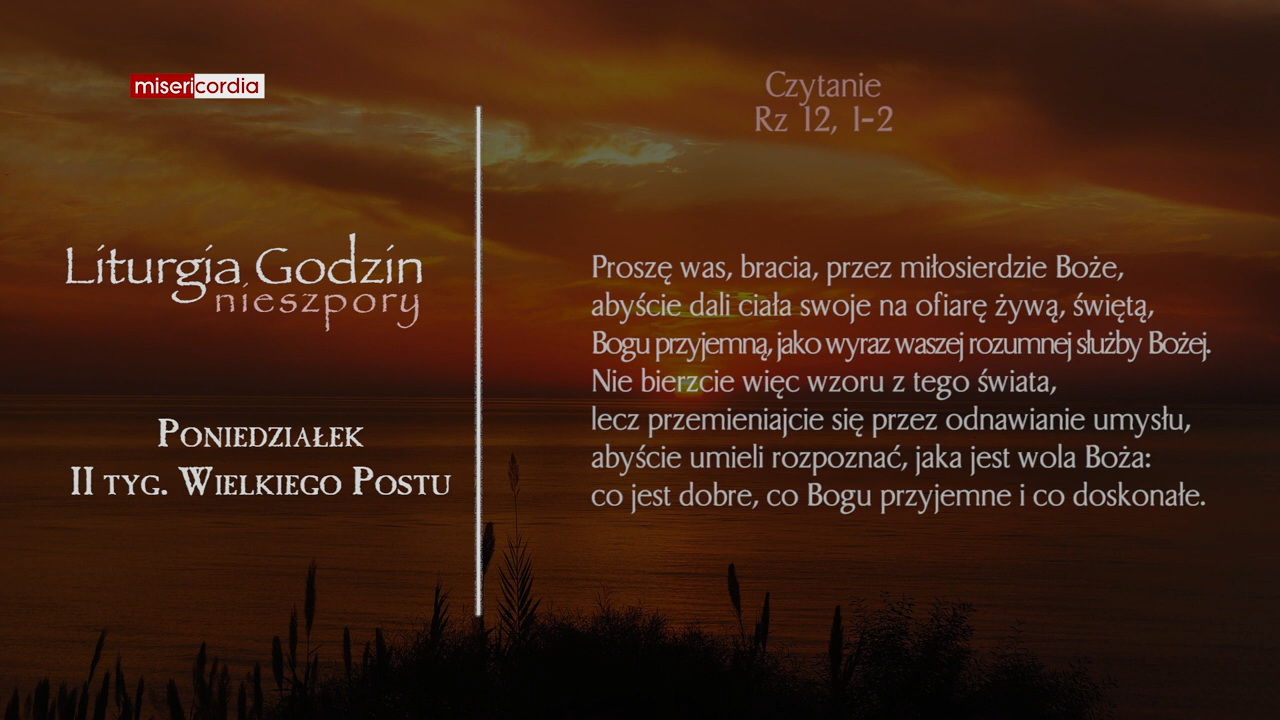 misericordia
Liturgia Godzin
nieszpory
Poniedziałek
II tyg. Wielkiego Postu
Czytanie
Rz 12, 1-2
Proszę was, bracia, przez miłosierdzie Boże,
abyście dali ciała swoje na ofiarę żywą, świętą,
Bogu przyjemną, jako wyraz waszej rozumnej służby Bożej.
Nie bierzcie więc wzoru z tego świata,
lecz przemieniajcie się przez odnawianie umysłu,
abyście umieli rozpoznać, jaka jest wola Boża:
co jest dobre, co Bogu przyjemne i co doskonałe.